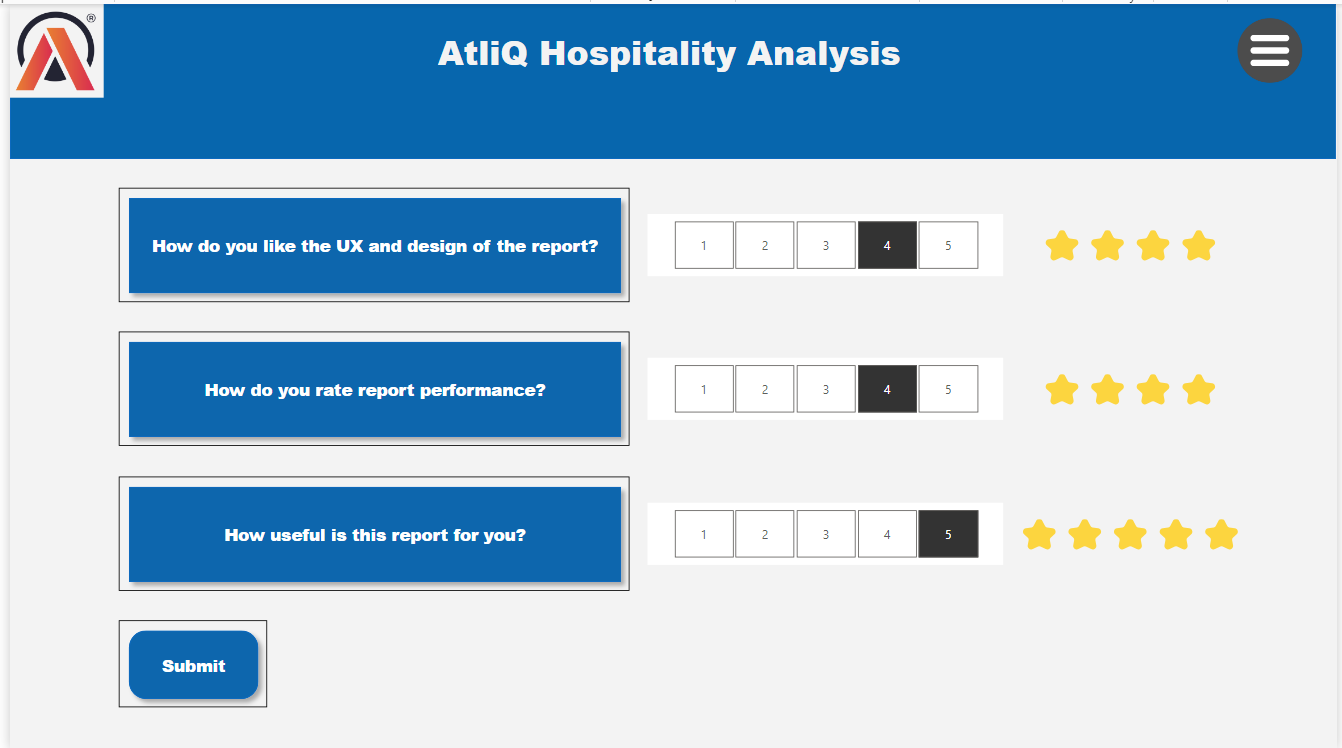 ®
AtliQ Hospitality Analysis
How do you like the UX and design of the report?
1 2 3 4 5
How do you rate report performance?
1 2 3 4 5
How useful is this report for you?
1 2 3 4 5
Submit